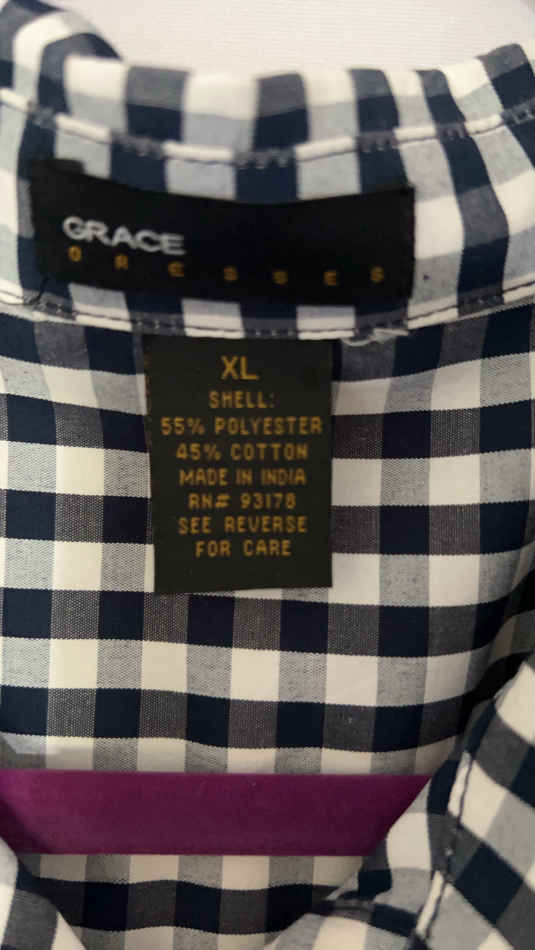 GRACE
DRESSES
XL
SHELL:
55% POLYESTER
45% COTTON
MADE IN INDIA
RN# 93178
SEE REVERSE
FOR CARE